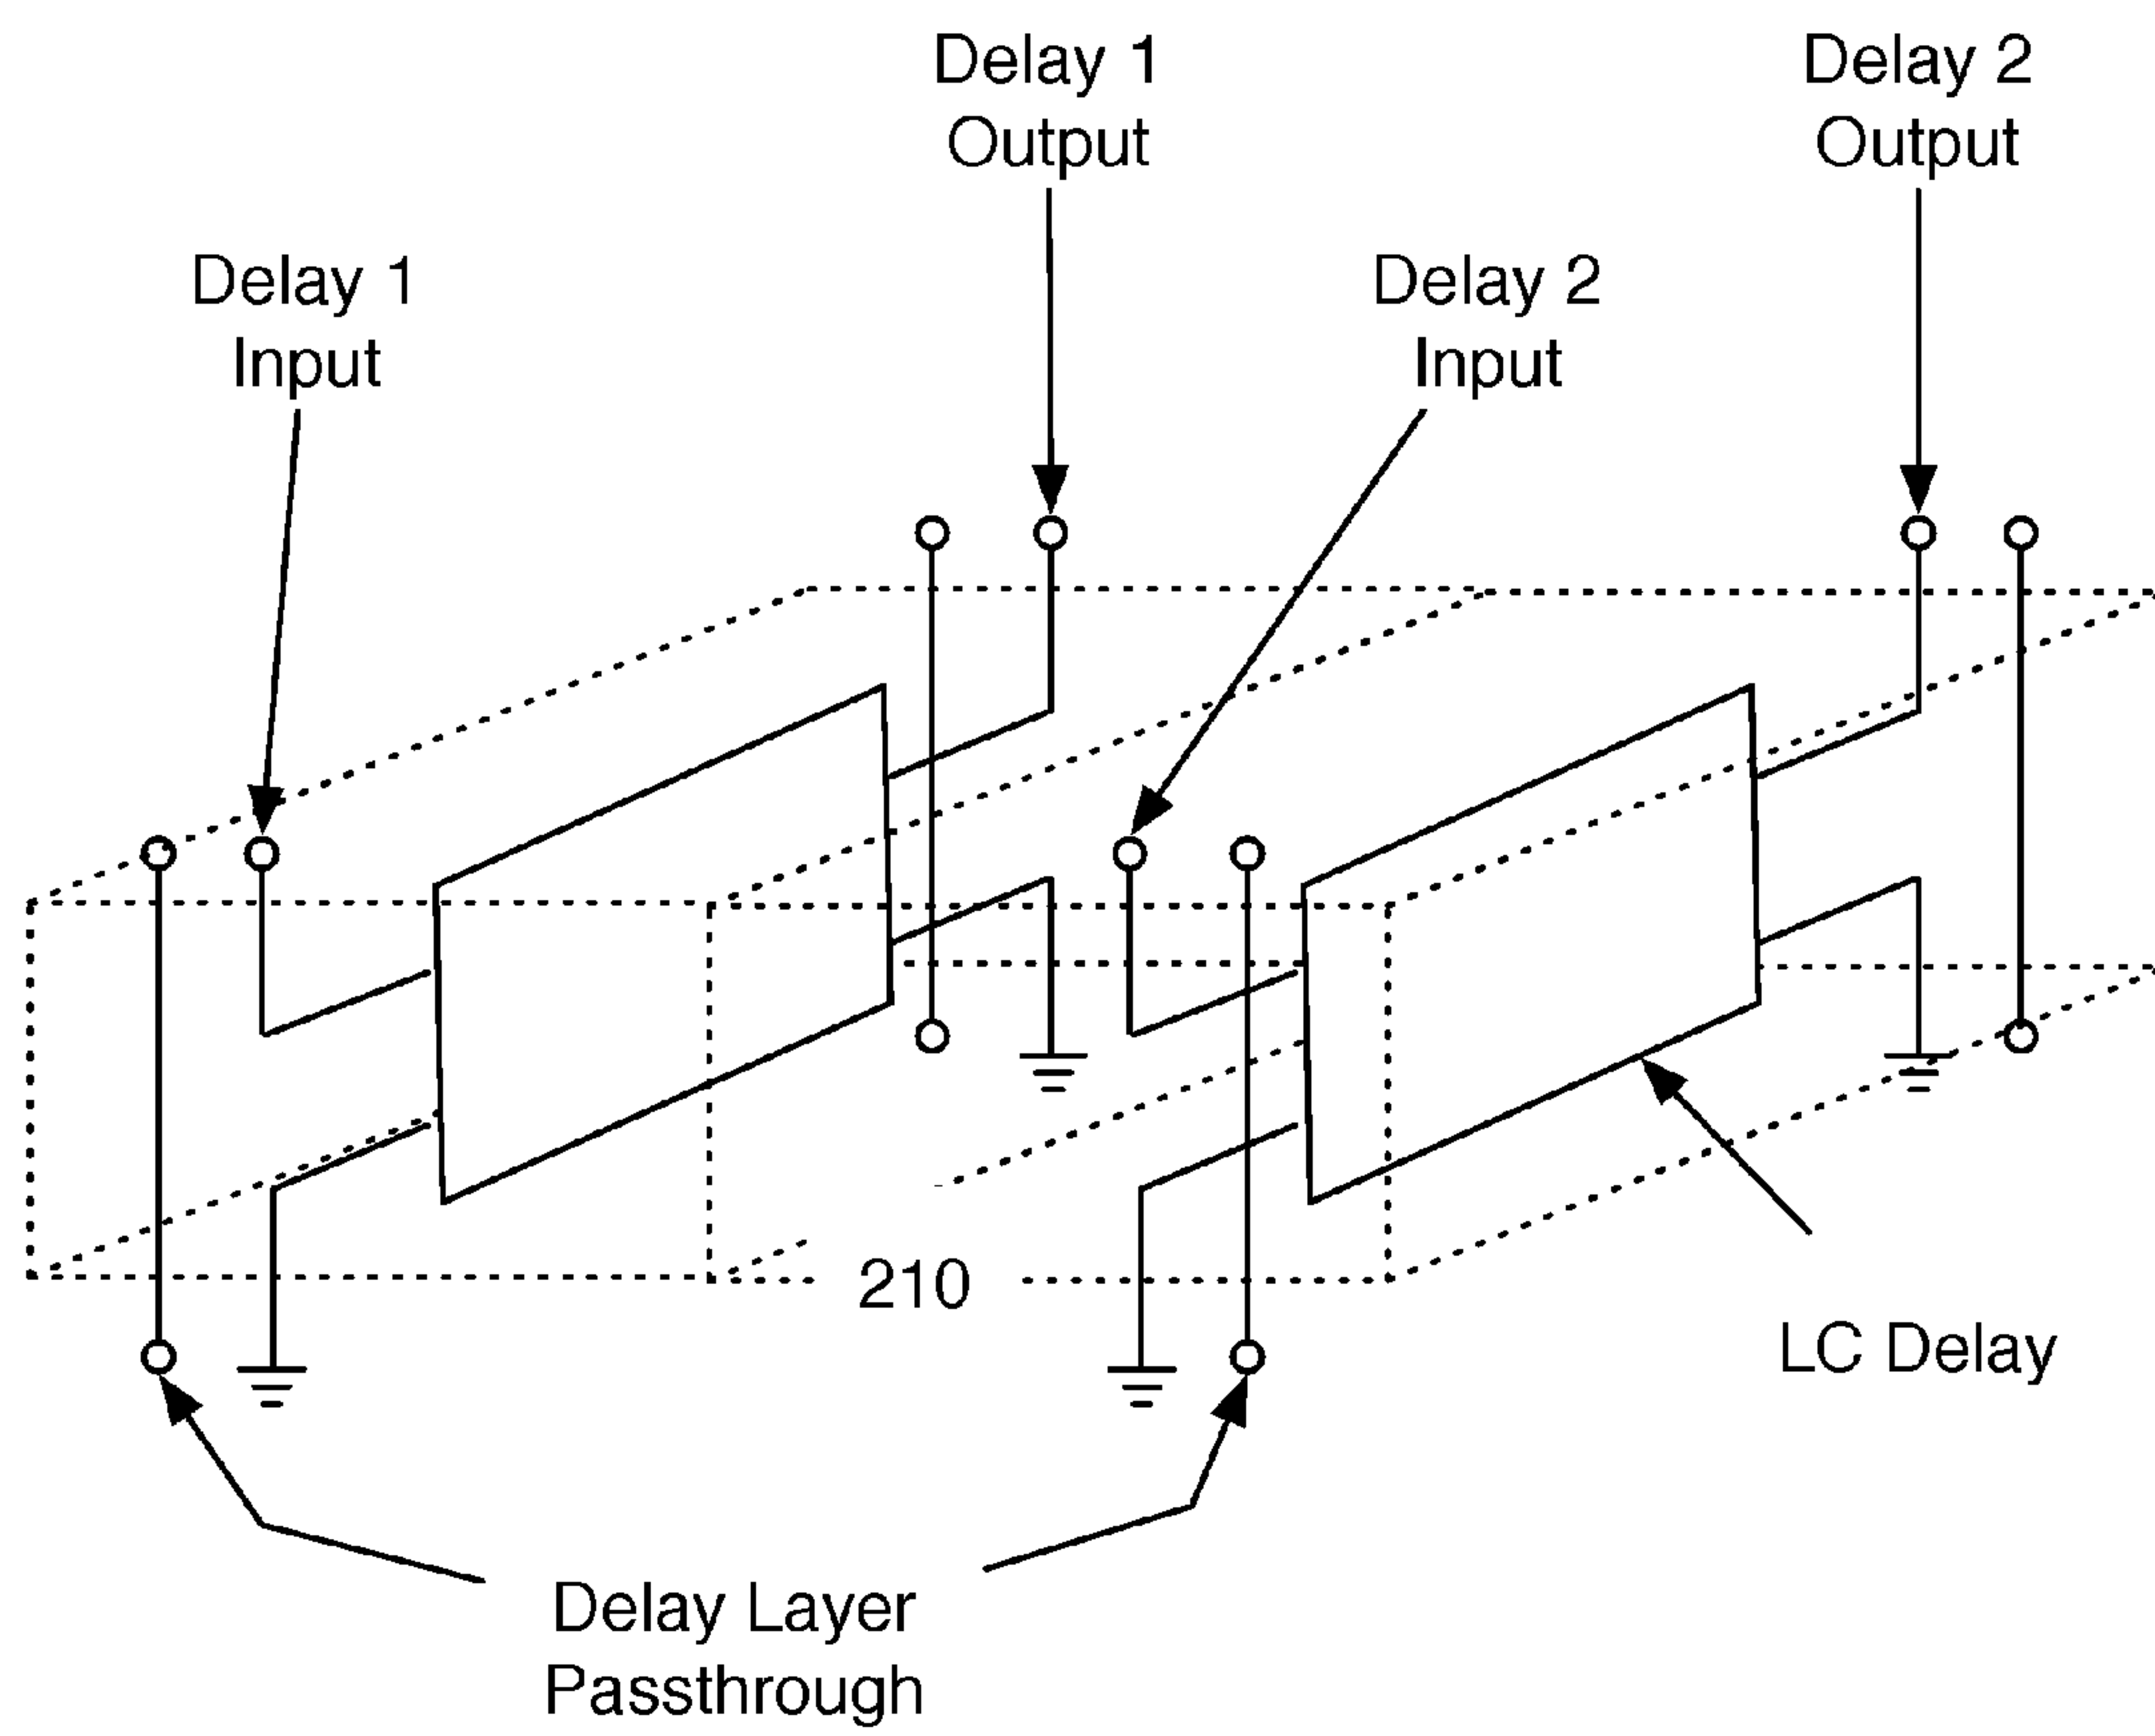 Delay 1
Output
Delay 2
Output
Delay 1
Input
Delay 2
Input
210
LC Delay
Delay Layer
Passthrough